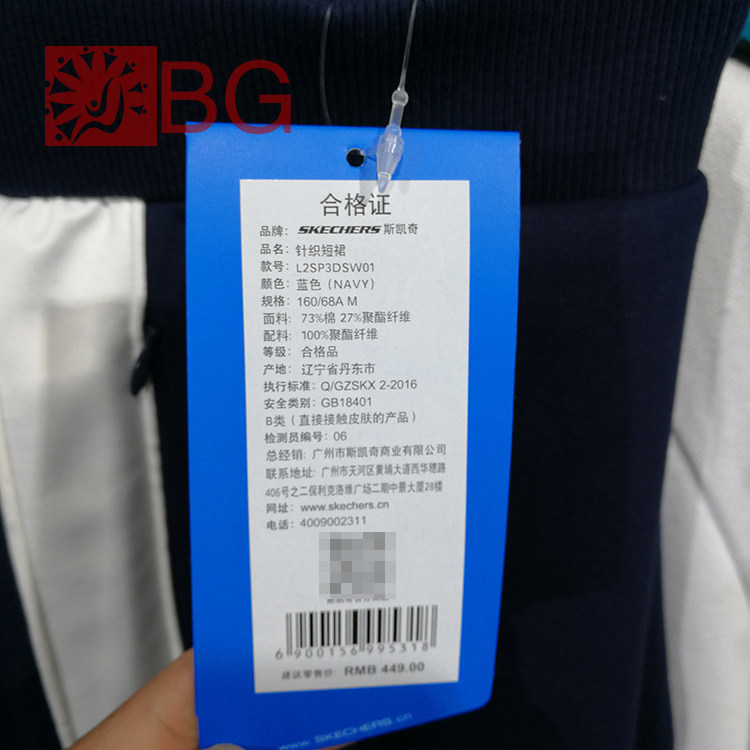 BG
合格证
品牌: SKECHERS 斯凯奇
品名: 针织短裙
款号: L2SP3DSW01
颜色: 蓝色 (NAVY)
规格: 160/68A M
面料: 73%棉 27%聚酯纤维
配料: 100%聚酯纤维
等级: 合格品
产地: 辽宁省丹东市
执行标准: Q/GZSKX 2-2016
安全类别: GB18401
B类 (直接接触皮肤的产品)
检测员编号: 06
总经销: 广州市斯凯奇商业有限公司
联系地址: 广州市天河区黄埔大道西华穗路
406号之二保利克洛维广场二期中景大厦28楼
网址: www.skechers.cn
电话: 4009002311
6 900156 995318
建议零售价: RMB 449.00
www.SKECHERS.cn